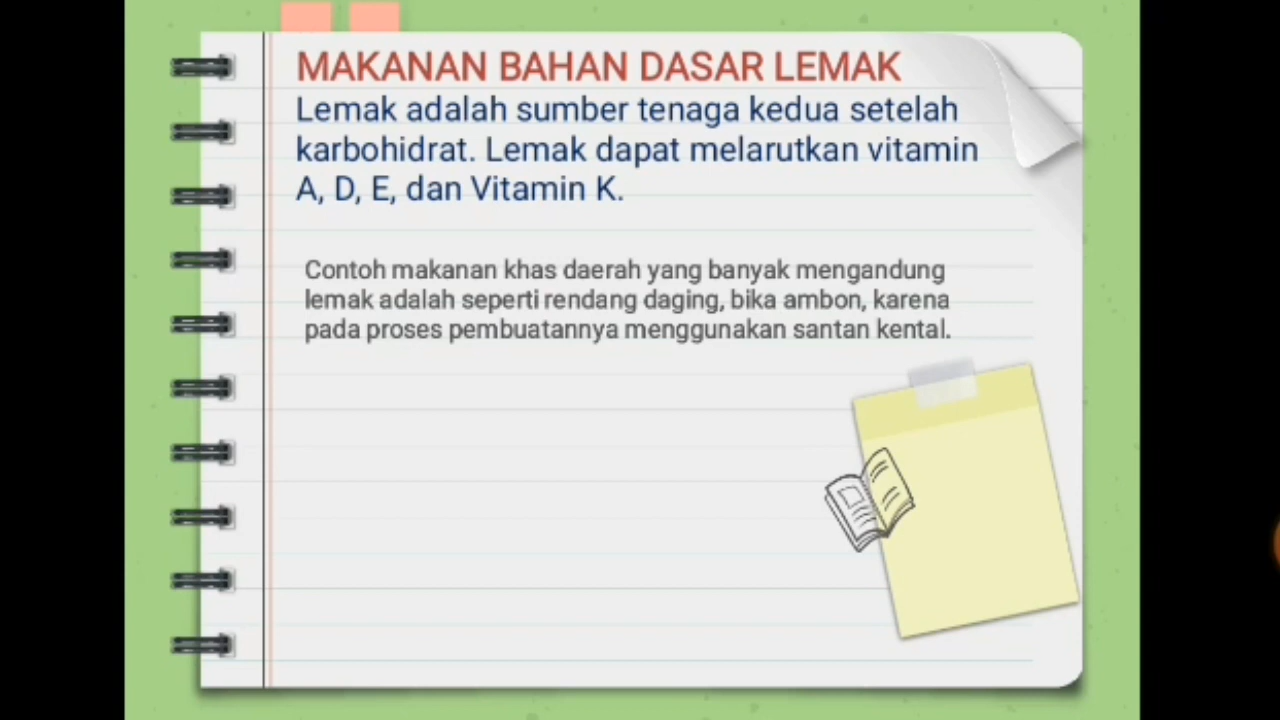 MAKANAN BAHAN DASAR LEMAK
Lemak adalah sumber tenaga kedua setelah
karbohidrat. Lemak dapat melarutkan vitamin
A, D, E, dan Vitamin K.
Contoh makanan khas daerah yang banyak mengandung
lemak adalah seperti rendang daging, bika ambon, karena
pada proses pembuatannya menggunakan santan kental.